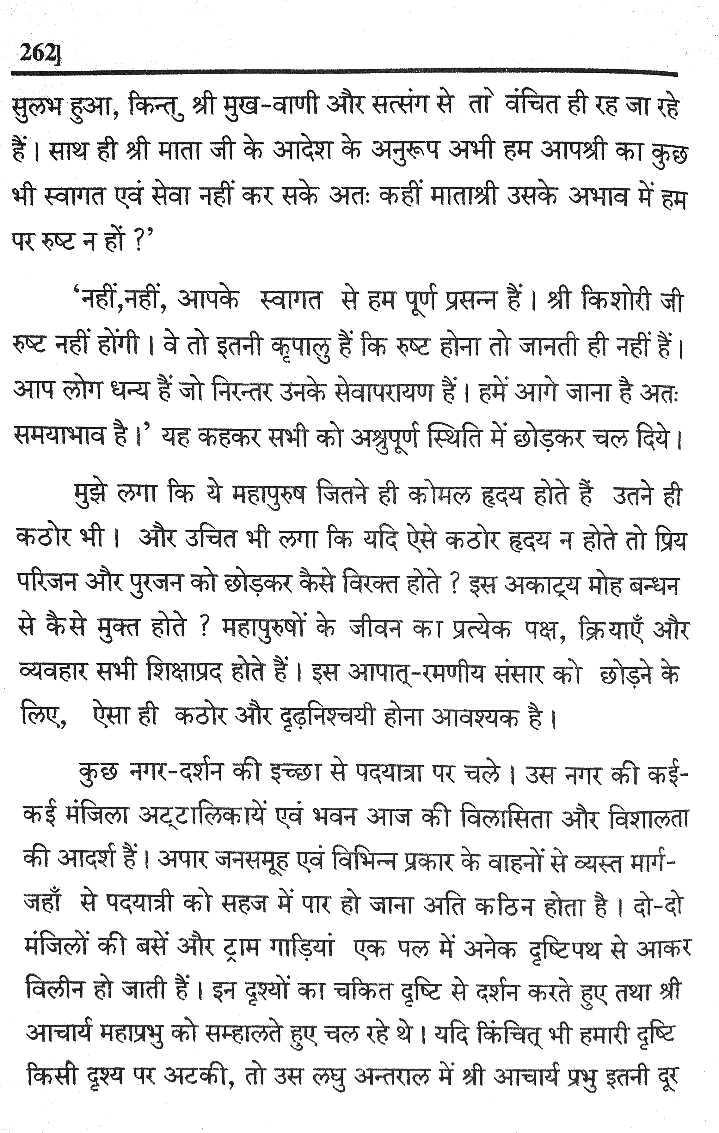 262]
सुलभ हुआ, किन्तु श्री मुख-वाणी और सत्संग से तो वंचित ही रह जा रहे
हैं। साथ ही श्री माता जी के आदेश के अनुरूप अभी हम आपश्री का कुछ
भी स्वागत एवं सेवा नहीं कर सके अतः कहीं माताश्री उसके अभाव में हम
पर रुष्ट न हों ?’
‘नहीं,नहीं, आपके स्वागत से हम पूर्ण प्रसन्न हैं। श्री किशोरी जी
रुष्ट नहीं होंगी। वे तो इतनी कृपालु हैं कि रुष्ट होना तो जानती ही नहीं हैं।
आप लोग धन्य हैं जो निरन्तर उनके सेवापरायण हैं। हमें आगे जाना है अतः
समयाभाव है।’ यह कहकर सभी को अश्रुपूर्ण स्थिति में छोड़कर चल दिये।
मुझे लगा कि ये महापुरुष जितने ही कोमल हृदय होते हैं उतने ही
कठोर भी। और उचित भी लगा कि यदि ऐसे कठोर हृदय न होते तो प्रिय
परिजन और पुरजन को छोड़कर कैसे विरक्त होते ? इस अकाट्य मोह बन्धन
से कैसे मुक्त होते ? महापुरुषों के जीवन का प्रत्येक पक्ष, क्रियाएँ और
व्यवहार सभी शिक्षाप्रद होते हैं। इस आपात्-रमणीय संसार को छोड़ने के
लिए, ऐसा ही कठोर और दृढ़निश्चयी होना आवश्यक है।
कुछ नगर-दर्शन की इच्छा से पदयात्रा पर चले। उस नगर की कई-
कई मंजिला अट्टालिकायें एवं भवन आज की विलासिता और विशालता
की आदर्श हैं। अपार जनसमूह एवं विभिन्न प्रकार के वाहनों से व्यस्त मार्ग-
जहाँ से पदयात्री को सहज में पार हो जाना अति कठिन होता है। दो-दो
मंजिलों की बसें और ट्राम गाड़ियां एक पल में अनेक दृष्टिपथ से आकर
विलीन हो जाती हैं। इन दृश्यों का चकित दृष्टि से दर्शन करते हुए तथा श्री
आचार्य महाप्रभु को सम्हालते हुए चल रहे थे। यदि किंचित् भी हमारी दृष्टि
किसी दृश्य पर अटकी, तो उस लघु अन्तराल में श्री आचार्य प्रभु इतनी दूर